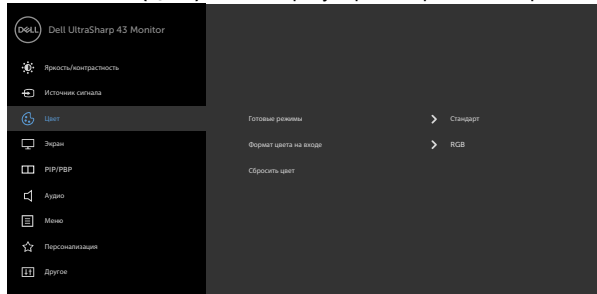 DELL Dell UltraSharp 43 Monitor
Яркость/контрастность
Источник сигнала
Цвет Готовые режимы Стандарт
Экран Формат цвета на входе RGB
PIP/PBP Сбросить цвет
Аудио
Меню
Персонализация
Другое